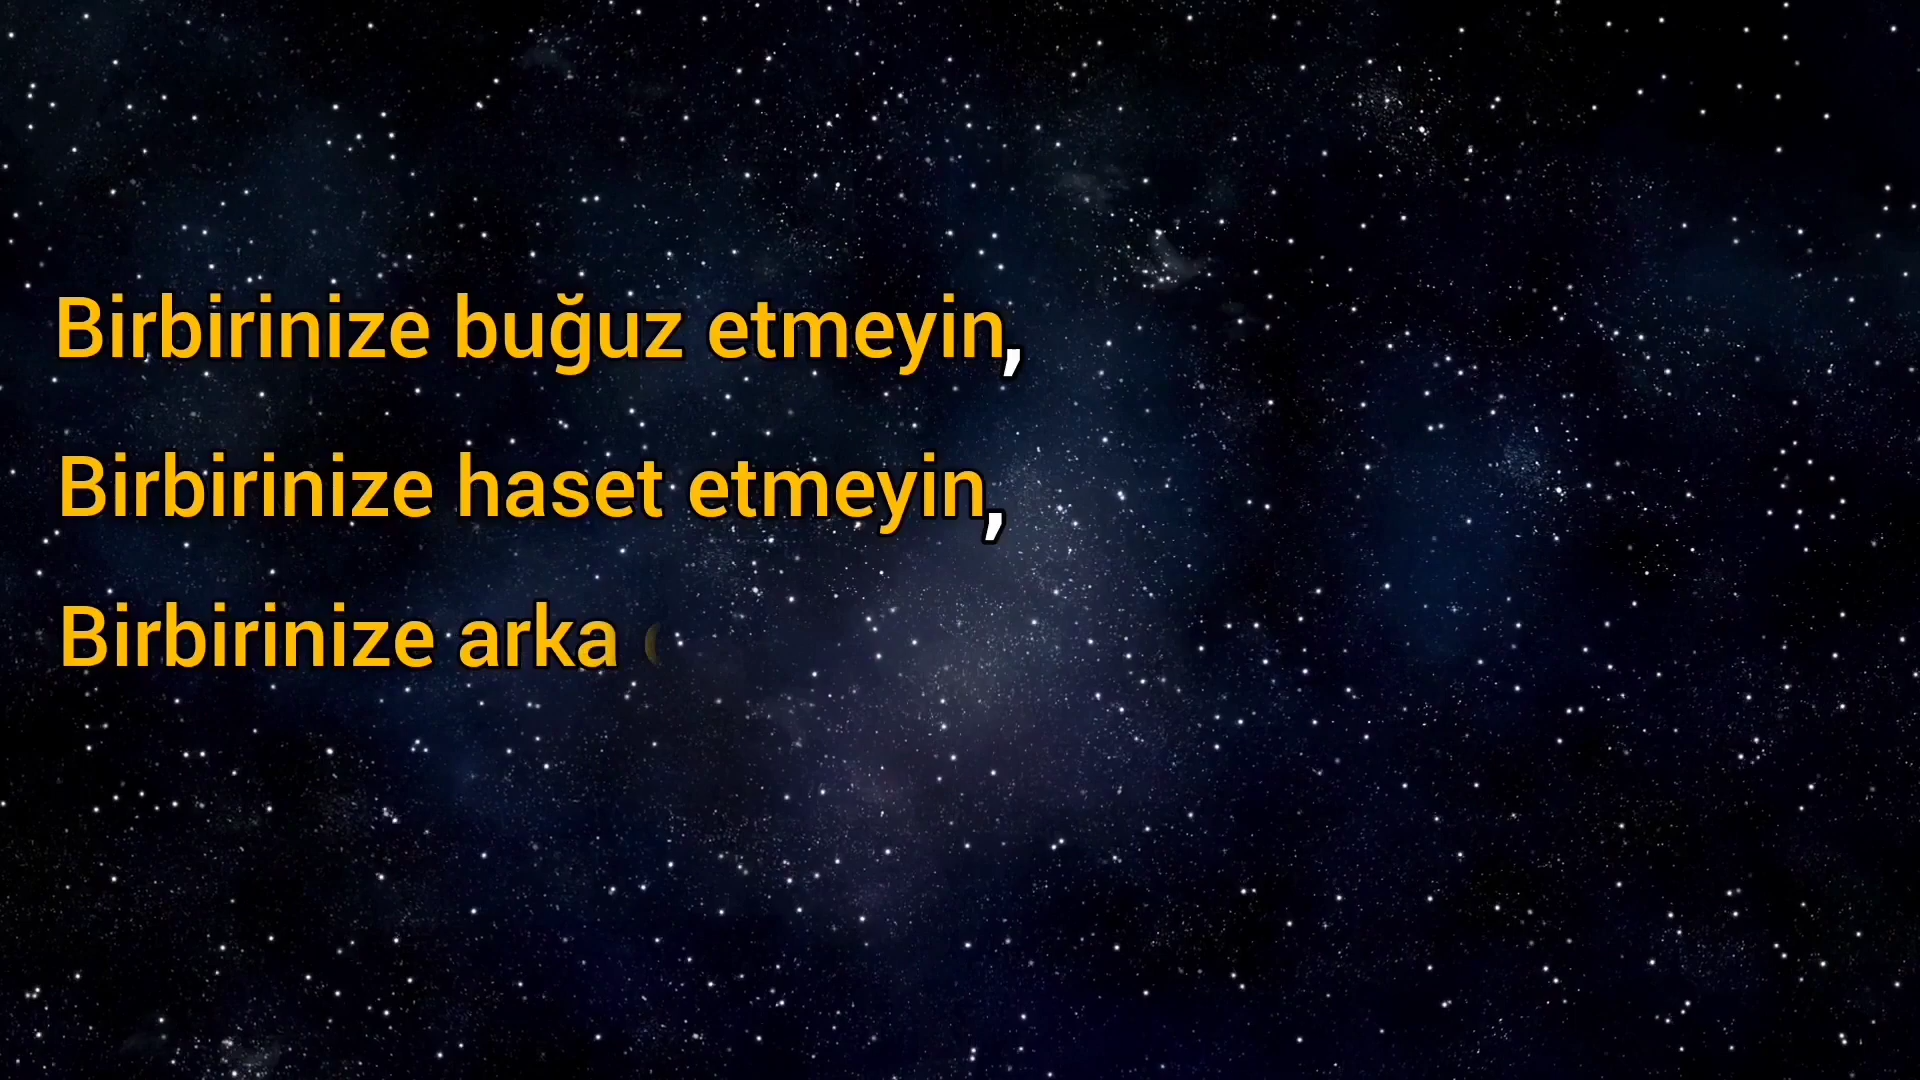 Birbirinize buğuz etmeyin,
Birbirinize haset etmeyin,
Birbirinize arka